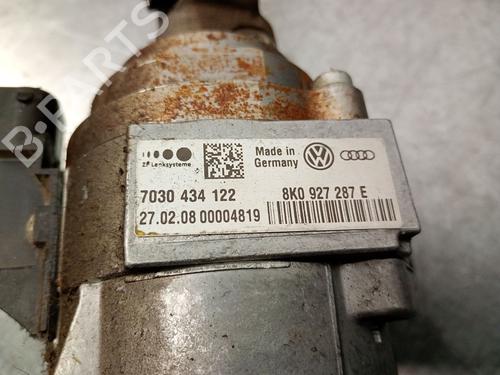 B-PARTS
ZF Lenksysteme
Made in
Germany
7030 434 122
8K0 927 287 E
27.02.08 00004819